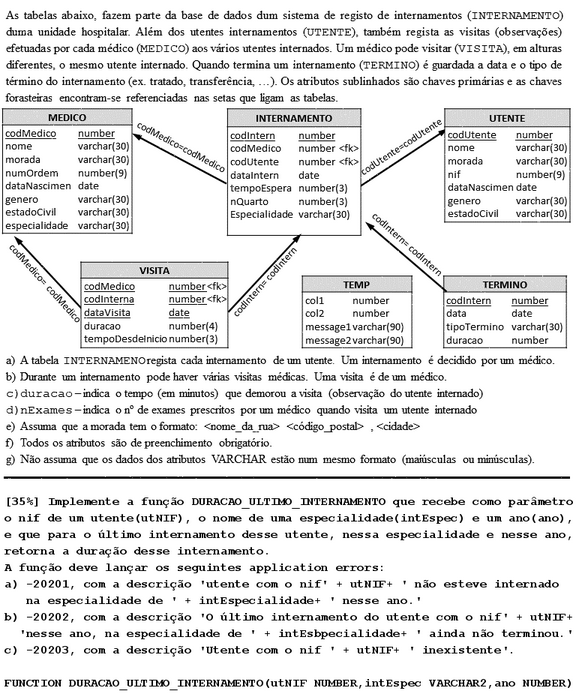 As tabelas abaixo, fazem parte da base de dados dum sistema de registo de internamentos (INTERNAMENTO)
duma unidade hospitalar. Além dos utentes internamentos (UTENTE), também regista as visitas (observações)
efetuadas por cada médico (MEDICO) aos vários utentes internados. Um médico pode visitar (VISITA), em alturas
diferentes, o mesmo utente internado. Quando termina um internamento (TERMINO) é guardada a data e o tipo de
término do internamento (ex. tratado, transferência, …). Os atributos sublinhados são chaves primárias e as chaves
forasteiras encontram-se referenciadas nas setas que ligam as tabelas.
MEDICO
codMedico number
nome varchar(30)
morada varchar(30)
numOrdem number(9)
dataNascimen date
genero varchar(30)
estadoCivil varchar(30)
especialidade varchar(30)
codMedico=codMedico
INTERNAMENTO
codIntern number
codMedico number <fk>
codUtente number <fk>
dataIntern date
tempoEspera number(3)
nQuarto number(3)
Especialidade varchar(30)
codUtente=codUtente
UTENTE
codUtente number
nome varchar(30)
morada varchar(30)
nif number(9)
dataNascimen date
genero varchar(30)
estadoCivil varchar(30)
codMedico= codMedico
VISITA
codMedico number<fk>
codInterna number<fk>
dataVisita date
duracao number(4)
tempoDesdeInicio number(3)
codIntern= codIntern
TEMP
col1 number
col2 number
message1 varchar(90)
message2 varchar(90)
codIntern= codIntern
TERMINO
codIntern number
data date
tipoTermino varchar(30)
duracao number
a) A tabela INTERNAMENO regista cada internamento de um utente. Um internamento é decidido por um médico.
b) Durante um internamento pode haver várias visitas médicas. Uma visita é de um médico.
c) duracao – indica o tempo (em minutos) que demorou a visita (observação do utente internado)
d) nExames – indica o nº de exames prescritos por um médico quando visita um utente internado
e) Assuma que a morada tem o formato: <nome_da_rua> <código_postal> , <cidade>
f) Todos os atributos são de preenchimento obrigatório.
g) Não assuma que os dados dos atributos VARCHAR estão num mesmo formato (maiúsculas ou minúsculas).
[35%] Implemente a função DURACAO_ULTIMO_INTERNAMENTO que recebe como parâmetro
o nif de um utente(utNIF), o nome de uma especialidade(intEspec) e um ano(ano),
e que para o último internamento desse utente, nessa especialidade e nesse ano,
retorna a duração desse internamento.
A função deve lançar os seguintes application errors:
a) -20201, com a descrição 'utente com o nif' + utNIF+ ' não esteve internado
na especialidade de ' + intEspecialidade+ ' nesse ano.'
b) -20202, com a descrição 'O último internamento do utente com o nif' + utNIF+
'nesse ano, na especialidade de ' + intEsbpecialidade+ ' ainda não terminou.'
c) -20203, com a descrição 'Utente com o nif ' + utNIF+ ' inexistente'.
FUNCTION DURACAO_ULTIMO_INTERNAMENTO(utNIF NUMBER,intEspec VARCHAR2,ano NUMBER)